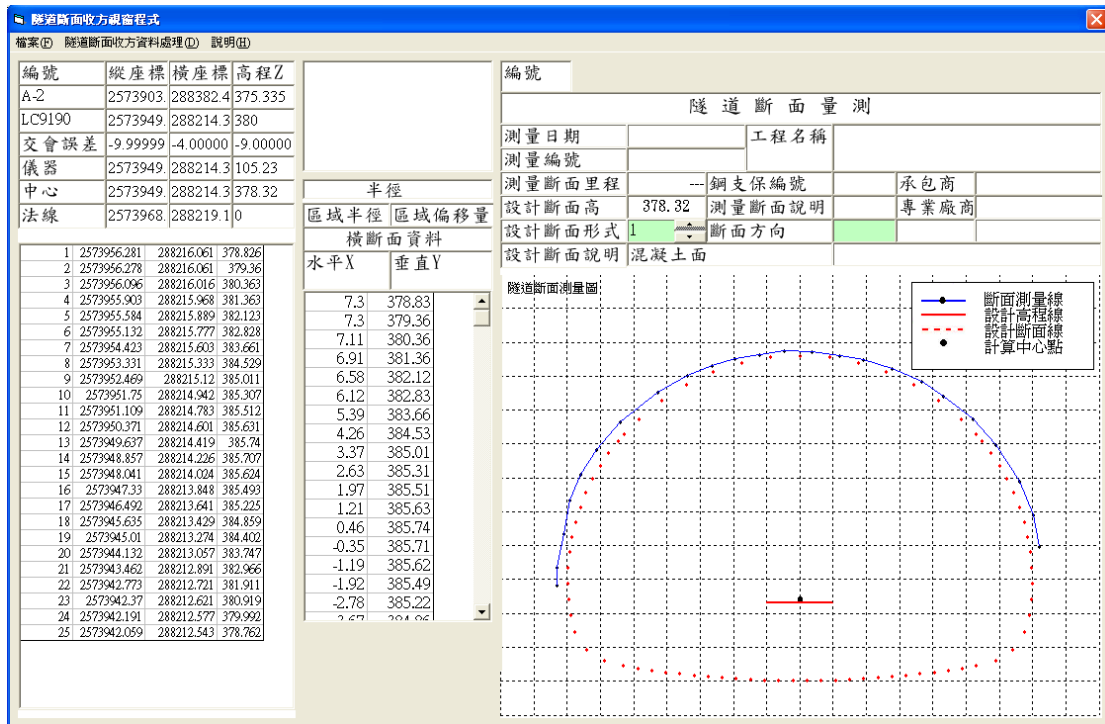 隧道斷面收方視窗程式
檔案(F) 隧道斷面收方資料處理(D) 說明(H)
編號 縱座標 橫座標 高程Z
A-2 2573903. 288382.4 375.335
LC9190 2573949. 288214.3 380
交會誤差 -9.99999 -4.00000 -9.00000
儀器 2573949. 288214.3 105.23
中心 2573949. 288214.3 378.32
法線 2573968. 288219.1 0
1 2573956.281 288216.061 378.826
2 2573956.278 288216.061 379.36
3 2573956.096 288216.016 380.363
4 2573955.903 288215.968 381.363
5 2573955.584 288215.889 382.123
6 2573955.132 288215.777 382.828
7 2573954.423 288215.603 383.661
8 2573953.331 288215.333 384.529
9 2573952.469 288215.12 385.011
10 2573951.75 288214.942 385.307
11 2573951.109 288214.783 385.512
12 2573950.371 288214.601 385.631
13 2573949.637 288214.419 385.74
14 2573948.857 288214.226 385.707
15 2573948.041 288214.024 385.624
16 2573947.33 288213.848 385.493
17 2573946.492 288213.641 385.225
18 2573945.635 288213.429 384.859
19 2573945.01 288213.274 384.402
20 2573944.132 288213.057 383.747
21 2573943.462 288212.891 382.966
22 2573942.773 288212.721 381.911
23 2573942.37 288212.621 380.919
24 2573942.191 288212.577 379.992
25 2573942.059 288212.543 378.762
半徑
區域半徑 區域偏移量
橫斷面資料
水平X 垂直Y
7.3 378.83
7.3 379.36
7.11 380.36
6.91 381.36
6.58 382.12
6.12 382.83
5.39 383.66
4.26 384.53
3.37 385.01
2.63 385.31
1.97 385.51
1.21 385.63
0.46 385.74
-0.35 385.71
-1.19 385.62
-1.92 385.49
-2.78 385.22
-3.67 384.86
編號
隧道斷面量測
測量日期 工程名稱
測量編號
測量斷面里程 --- 鋼支保編號 承包商
設計斷面高 378.32 測量斷面說明 專業廠商
設計斷面形式 1 斷面方向
設計斷面說明 混凝土面
隧道斷面測量圖
斷面測量線
設計高程線
設計斷面線
計算中心點